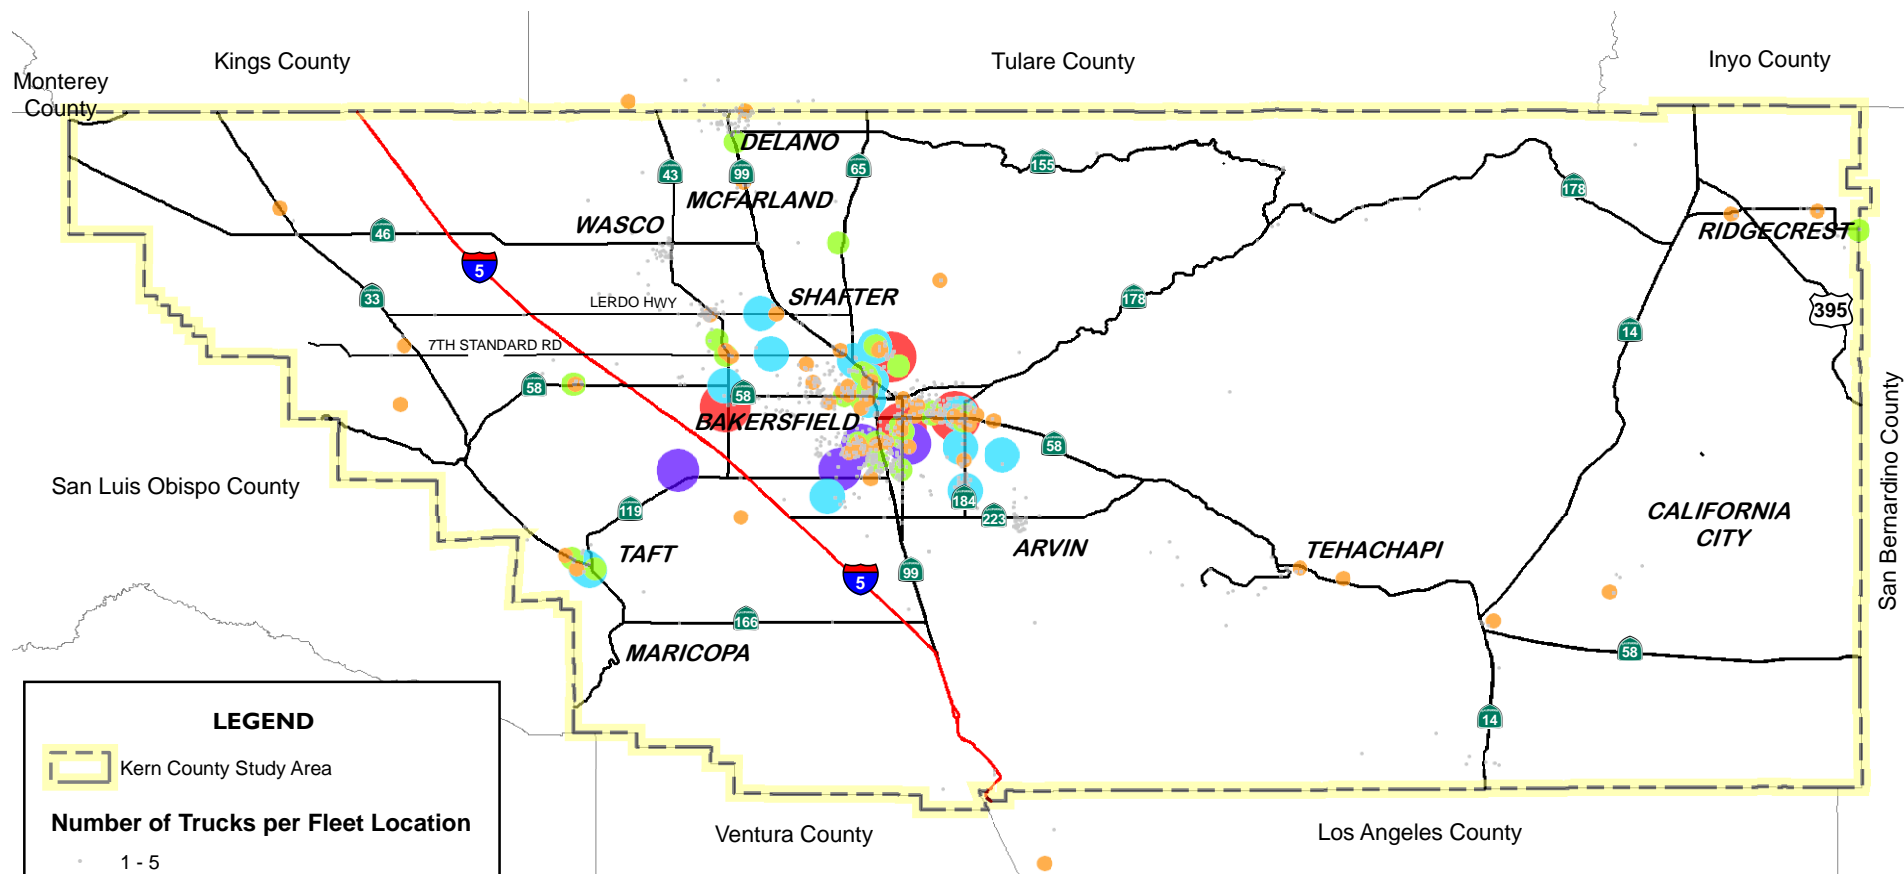 Kings County
Tulare County
Inyo County
Monterey
County
DELANO
43
99
65
155
178
MCFARLAND
WASCO
46
RIDGECREST
5
33
SHAFTER
LERDO HWY
178
395
14
7TH STANDARD RD
58
58
BAKERSFIELD
58
San Luis Obispo County
119
184
223
CALIFORNIA
CITY
San Bernardino County
TAFT
ARVIN
TEHACHAPI
5
99
166
MARICOPA
58
14
LEGEND
Kern County Study Area
Number of Trucks per Fleet Location
1 - 5
Ventura County
Los Angeles County